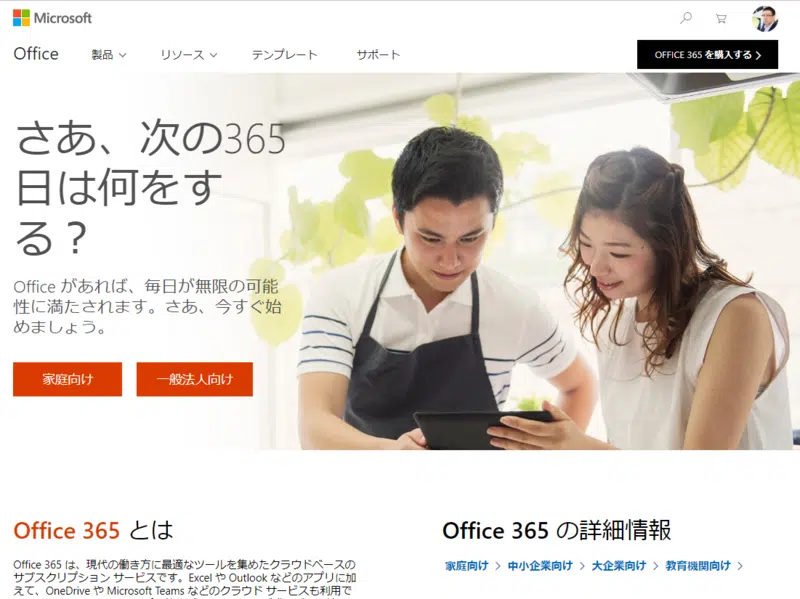 Microsoft
Office 製品 リソース テンプレート サポート OFFICE 365 を購入する
さあ、次の365
日は何をす
る？
Office があれば、毎日が無限の可能
性に満たされます。さあ、今すぐ始
めましょう。
家庭向け 一般法人向け
Office 365 とは
Office 365 は、現代の働き方に最適なツールを集めたクラウドベースの
サブスクリプション サービスです。Excel や Outlook などのアプリに加
えて、OneDrive や Microsoft Teams などのクラウド サービスも利用で
Office 365 の詳細情報
家庭向け 中小企業向け 大企業向け 教育機関向け